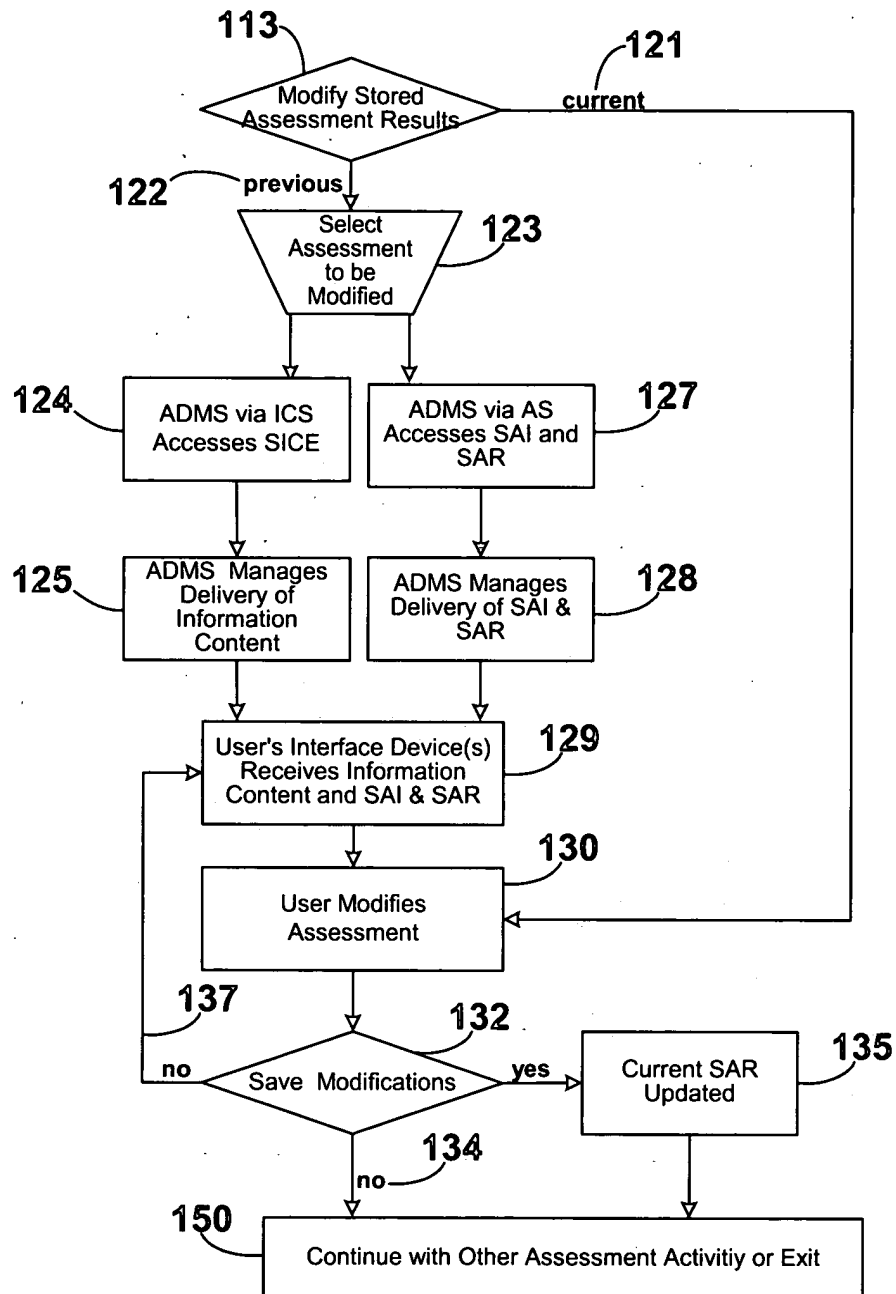 113
121
Modify Stored
Assessment Results
current
122
previous
Select
Assessment
to be
Modified
123
124
ADMS via ICS
Accesses SICE
ADMS via AS
Accesses SAI and
SAR
127
125
ADMS Manages
Delivery of
Information
Content
ADMS Manages
Delivery of SAI &
SAR
128
User's Interface Device(s)
Receives Information
Content and SAI & SAR
129
130
User Modifies
Assessment
137
132
no
Save Modifications
yes
Current SAR
Updated
135
no
134
150
Continue with Other Assessment Activitiy or Exit